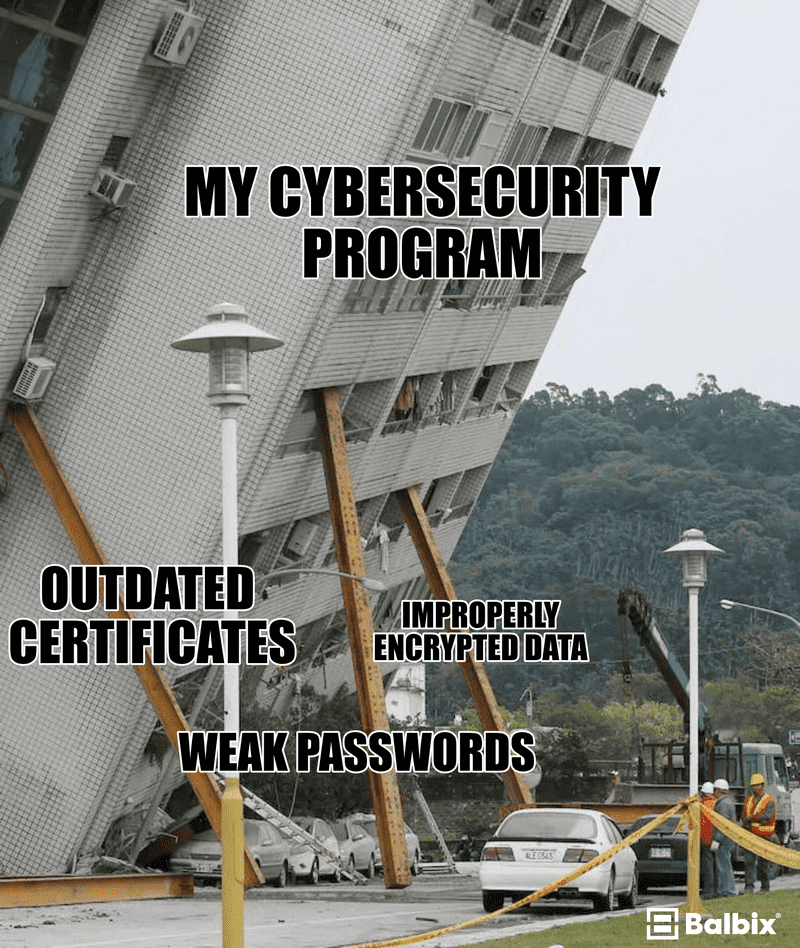 MY CYBERSECURITY
PROGRAM
OUTDATED
CERTIFICATES
IMPROPERLY
ENCRYPTED DATA
WEAK PASSWORDS
Balbix®